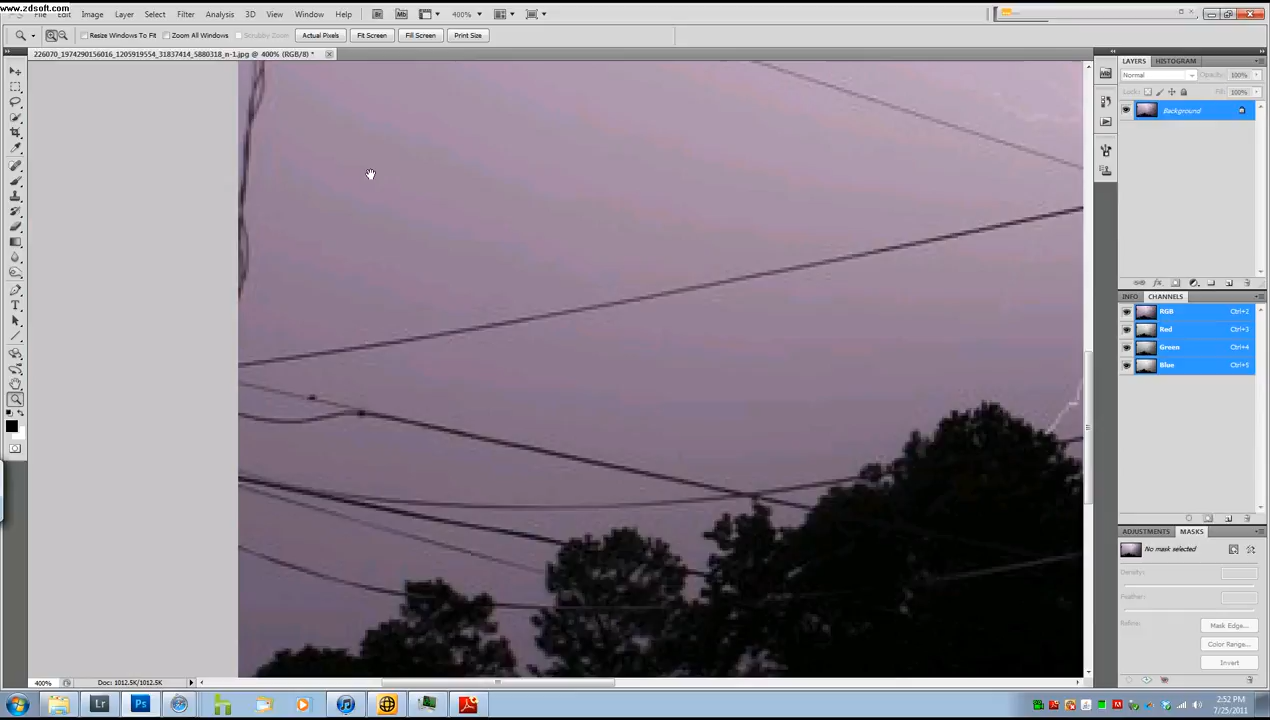 www.zdsoft.com
File Edit Image Layer Select Filter Analysis 3D View Window Help Br Mb 400%
Resize Windows To Fit Zoom All Windows Scrubby Zoom Actual Pixels Fit Screen Fill Screen Print Size
226070_1974290156016_1205919554_31837414_5880318_n-1.jpg @ 400% (RGB/8) *
LAYERS HISTOGRAM
Normal Opacity: 100%
Lock: Fill: 100%
Background
INFO CHANNELS
RGB Ctrl+2
Red Ctrl+3
Green Ctrl+4
Blue Ctrl+5
ADJUSTMENTS MASKS
No mask selected
Density:
Feather:
Refine: Mask Edge...
Color Range...
Invert
400% Doc: 1012.5K/1012.5K
Lr Ps
2:52 PM
7/25/2011